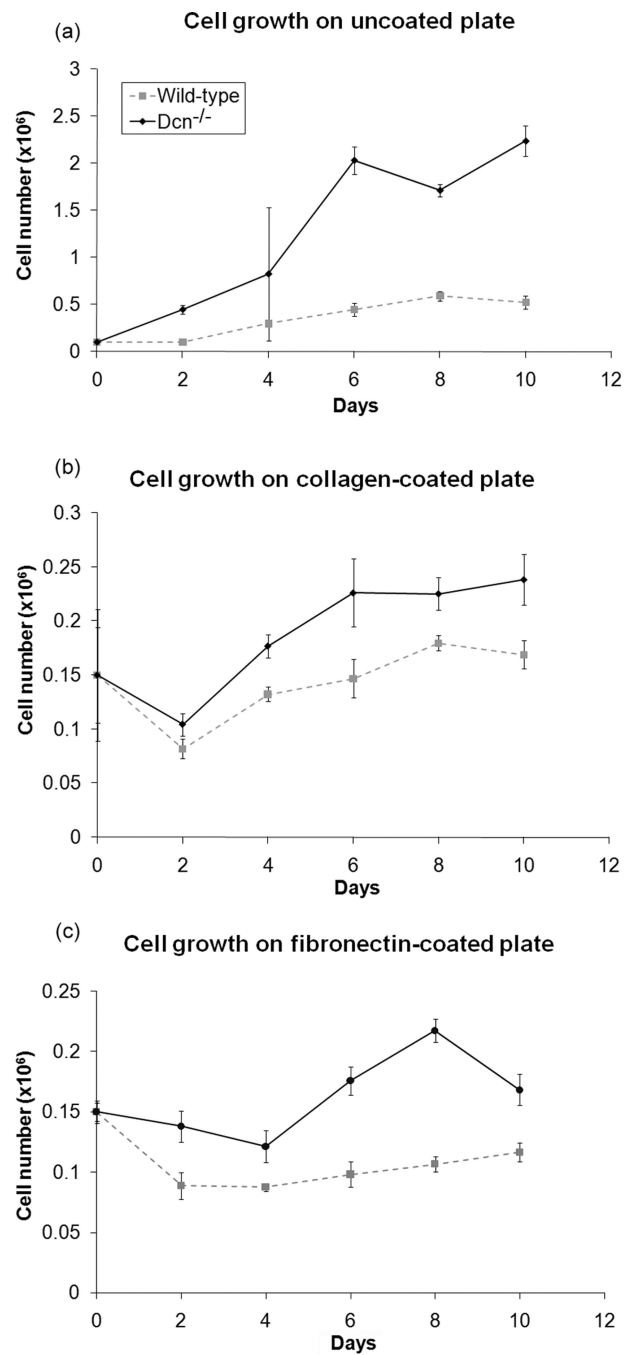 (a)
Cell growth on uncoated plate
Cell number (x10⁶)
3
2.5
2
1.5
1
0.5
0
Wild-type
Dcn⁻/⁻
0 2 4 6 8 10 12
Days
(b)
Cell growth on collagen-coated plate
Cell number (x10⁶)
0.3
0.25
0.2
0.15
0.1
0.05
0
0 2 4 6 8 10 12
Days
(c)
Cell growth on fibronectin-coated plate
Cell number (x10⁶)
0.25
0.2
0.15
0.1
0.05
0
0 2 4 6 8 10 12
Days